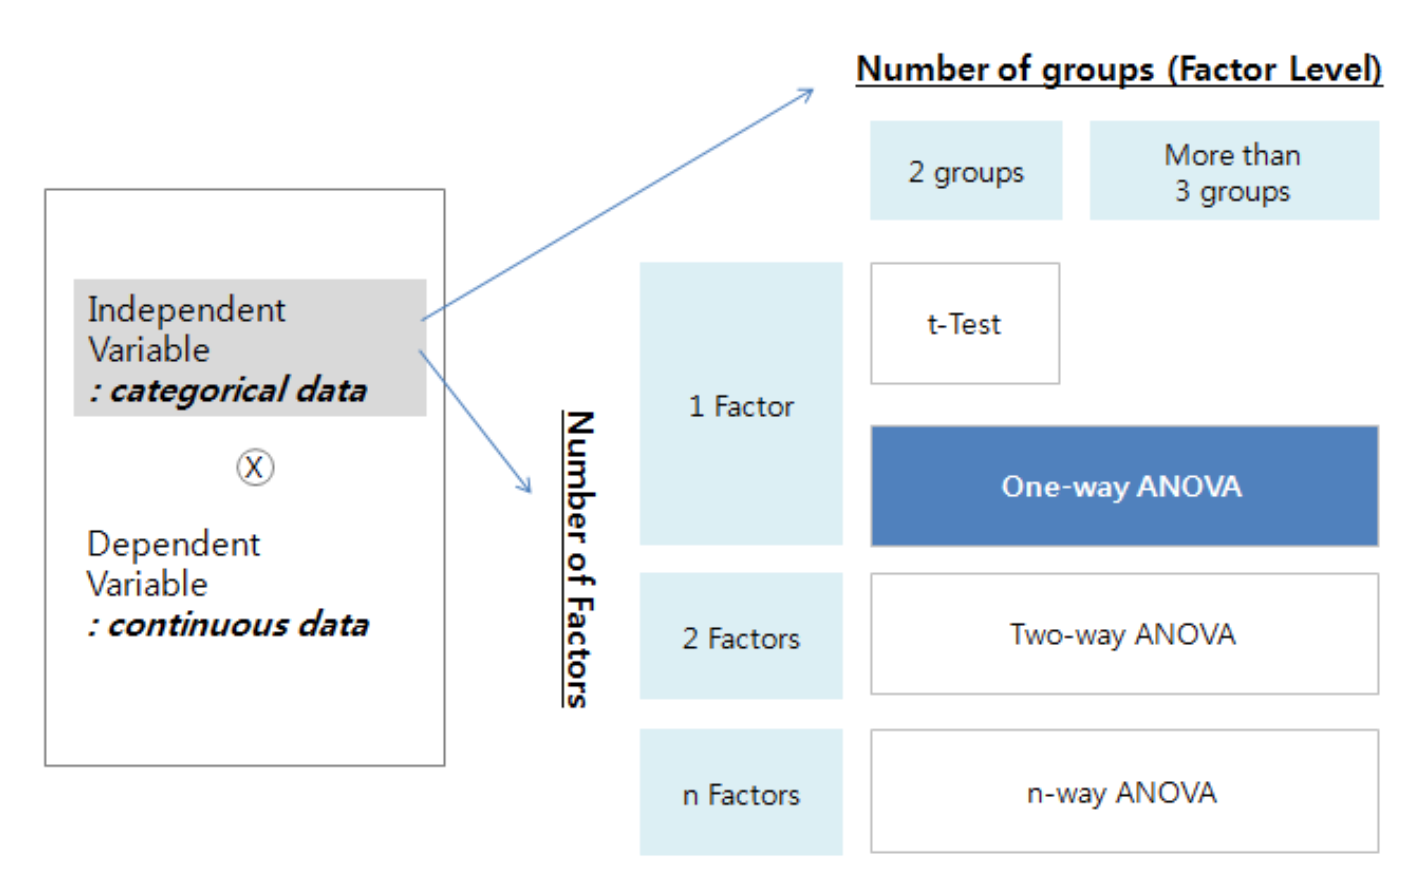 Number of groups (Factor Level)
2 groups
More than
3 groups
Independent
Variable
: categorical data
X
Dependent
Variable
: continuous data
Number of Factors
1 Factor
t-Test
One-way ANOVA
2 Factors
Two-way ANOVA
n Factors
n-way ANOVA